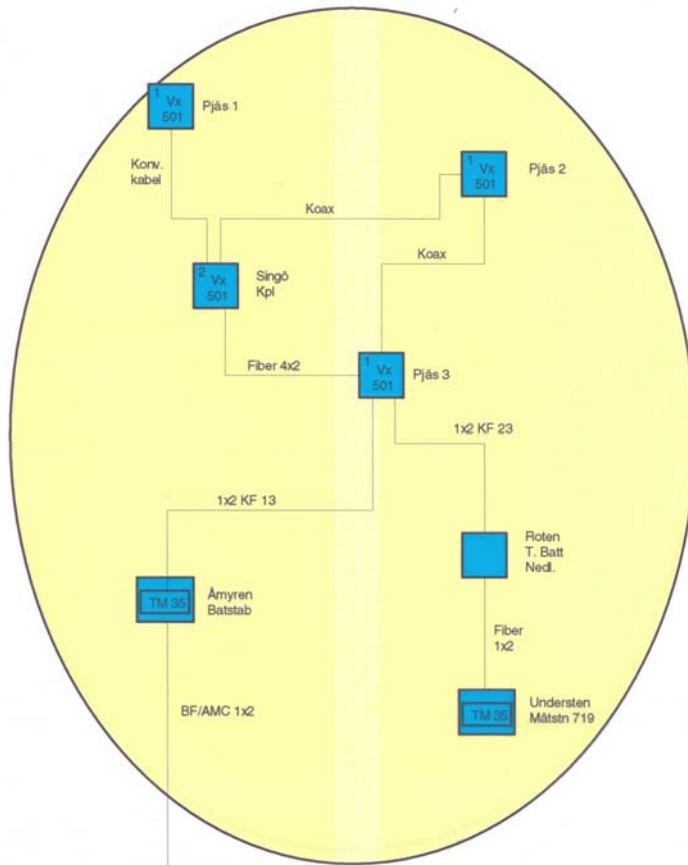 1
Vx
501
Pjäs 1
Konv.
kabel
1
Vx
501
Pjäs 2
Koax
Koax
2
Vx
501
Singö
Kpl
Fiber 4x2
1
Vx
501
Pjäs 3
1x2 KF 23
1x2 KF 13
Roten
T. Batt
Nedl.
TM 35
Åmyren
Batstab
Fiber
1x2
BF/AMC 1x2
TM 35
Understen
Mätstn 719